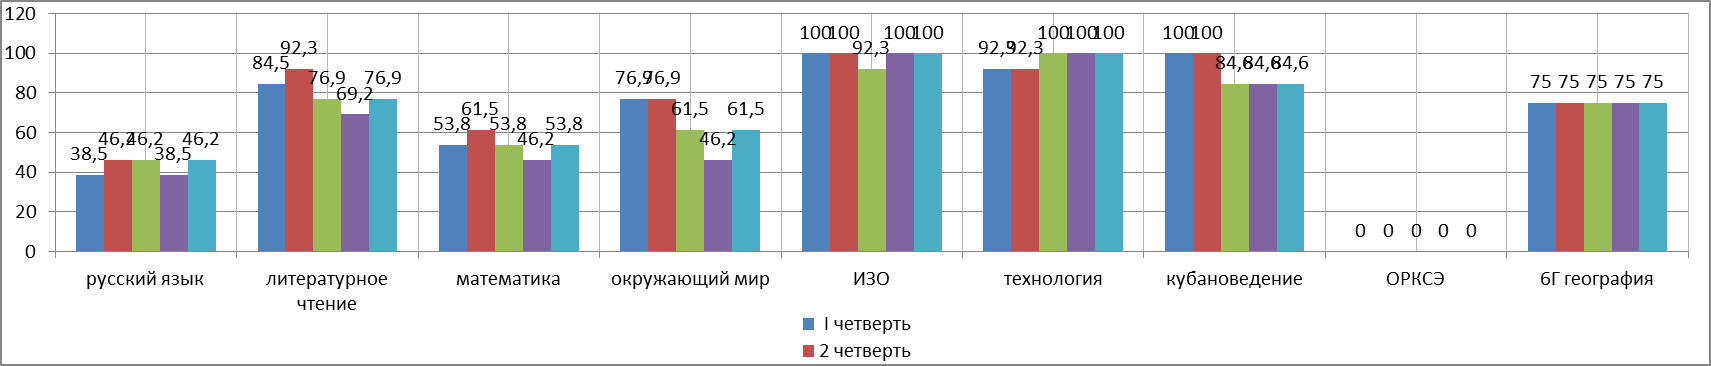 120
100
80
60
40
20
0
38,5 46,2 46,2 38,5 46,2
84,5 92,3 76,9 69,2 76,9
53,8 61,5 53,8 46,2 53,8
76,9 76,9 61,5 46,2 61,5
100 100 92,3 100 100
92,3 92,3 100 100 100
100 100 84,6 84,6 84,6
0 0 0 0 0
75 75 75 75 75
русский язык
литературное
чтение
математика
окружающий мир
ИЗО
технология
кубановедение
ОРКСЭ
6Г география
I четверть
2 четверть